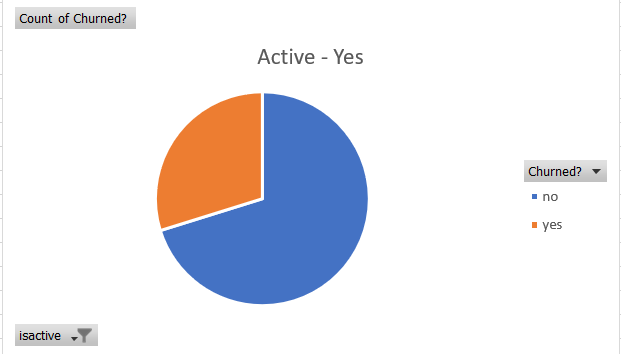 Count of Churned?
Active - Yes
Churned?
no
yes
isactive